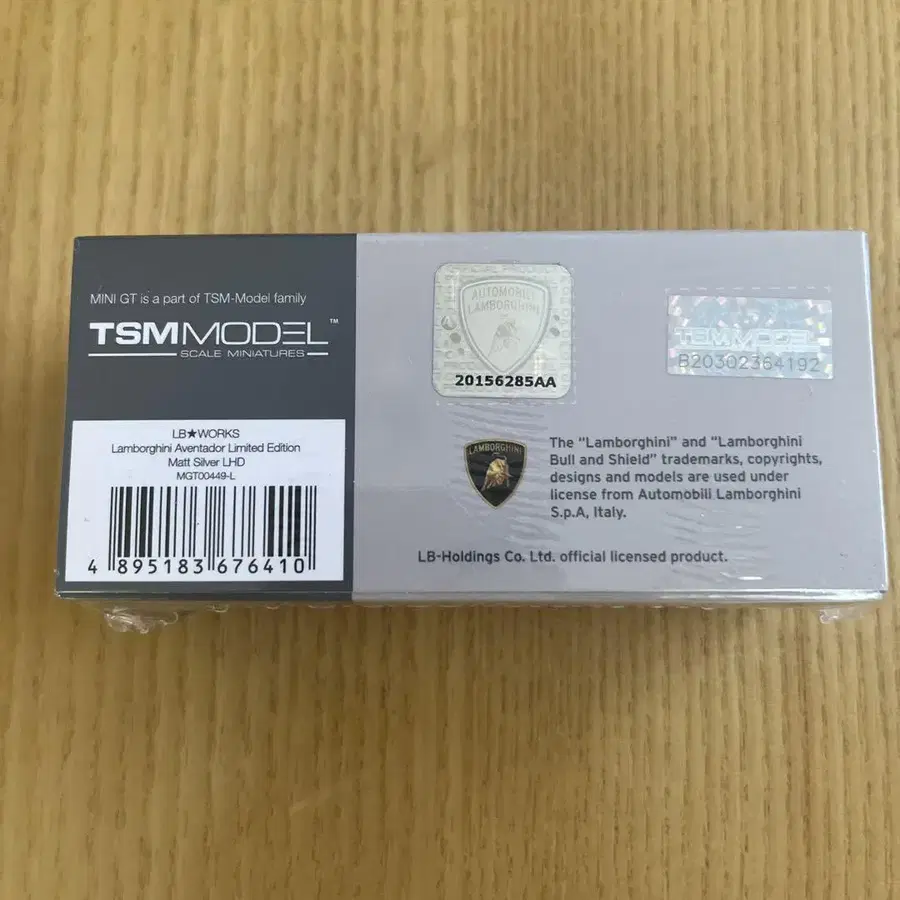 MINI GT is a part of TSM-Model family
TSMMODEL™
SCALE MINIATURES
LB★WORKS
Lamborghini Aventador Limited Edition
Matt Silver LHD
MGT00449-L
4 895183 676410
AUTOMOBILI
LAMBORGHINI
20156285AA
TSMMODEL
B20302364192
LAMBORGHINI
The "Lamborghini" and "Lamborghini
Bull and Shield" trademarks, copyrights,
designs and models are used under
license from Automobili Lamborghini
S.p.A, Italy.
LB-Holdings Co. Ltd. official licensed product.